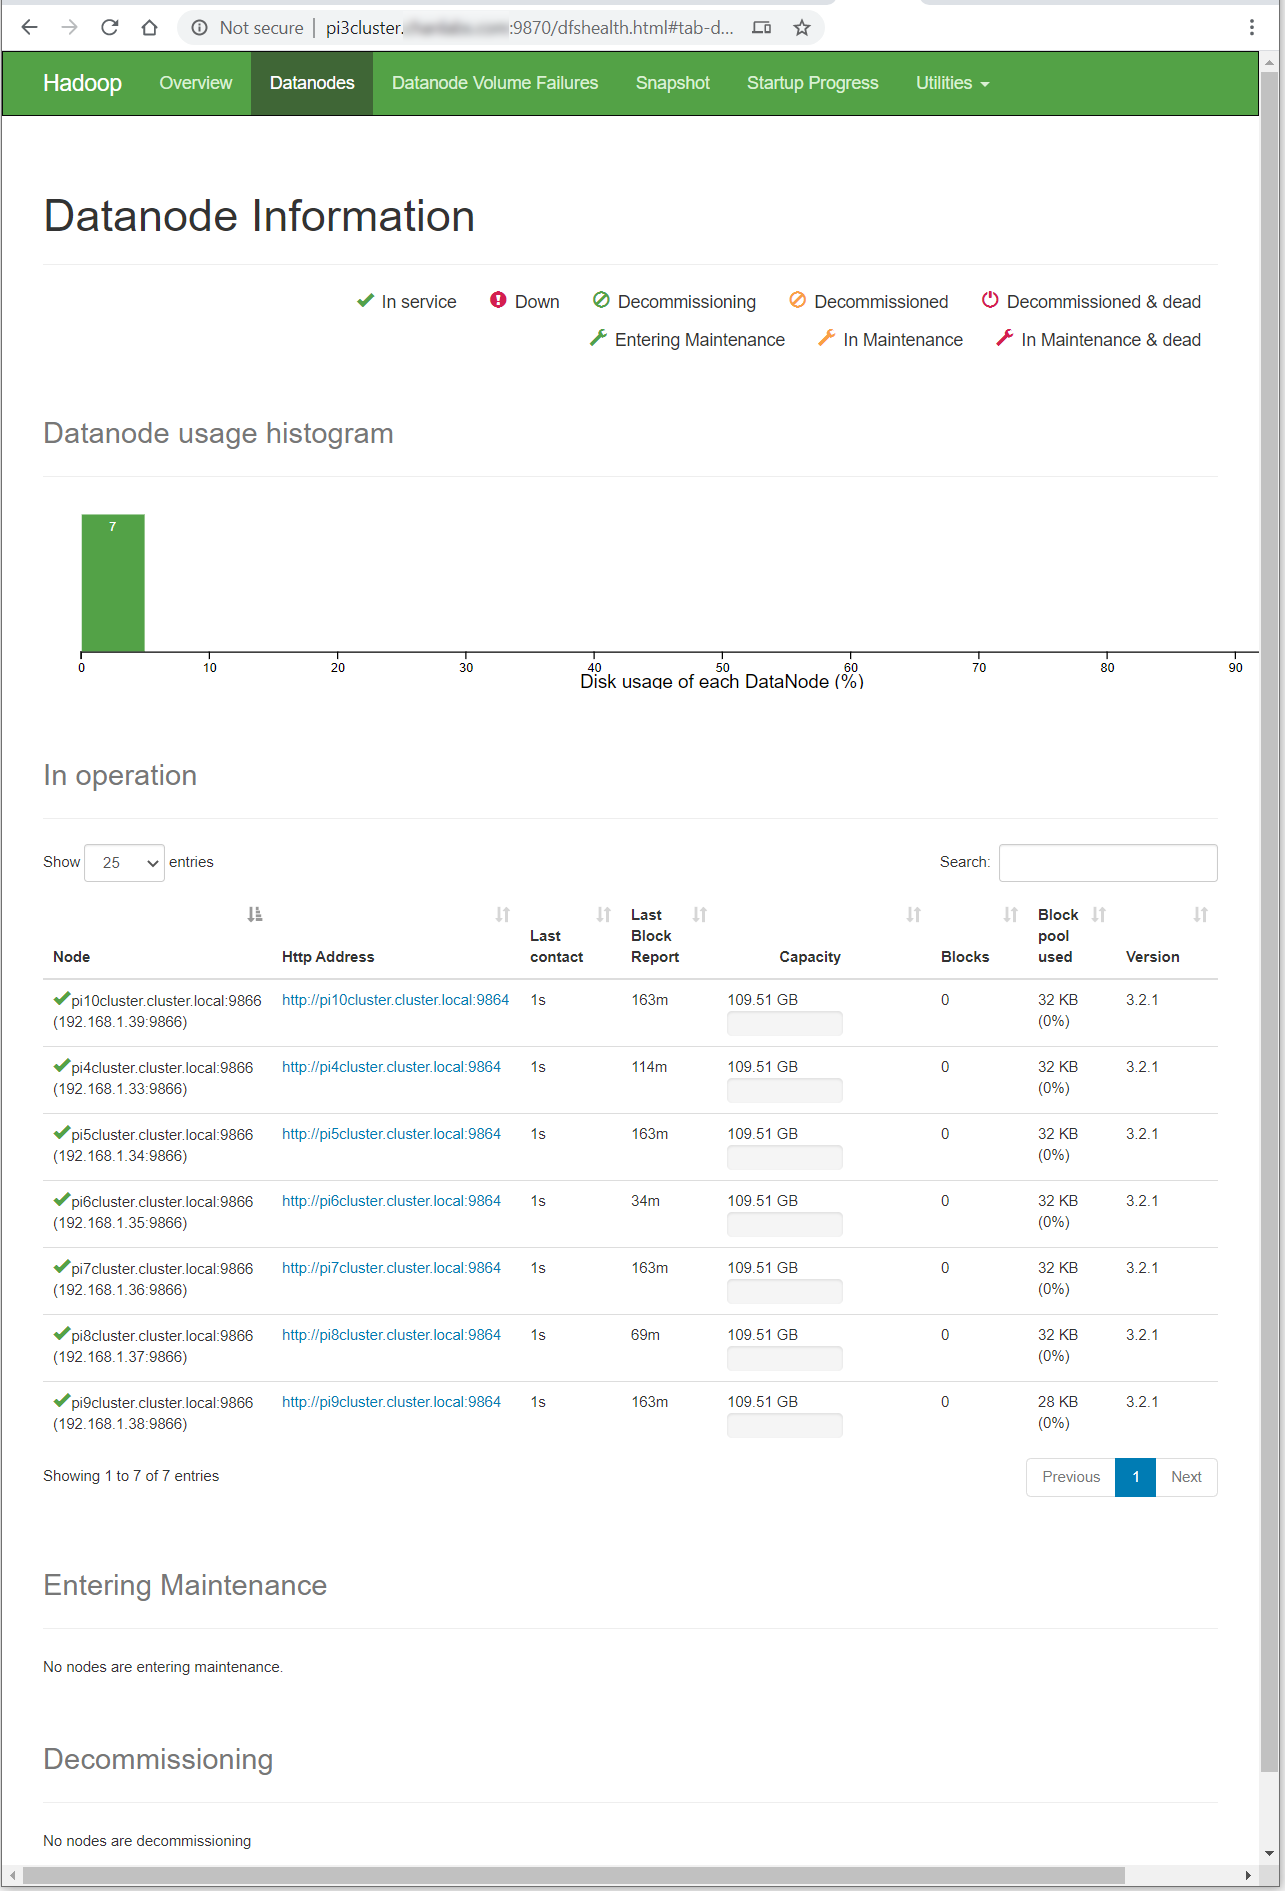 Not secure | pi3cluster. :9870/dfshealth.html#tab-d...
Hadoop Overview Datanodes Datanode Volume Failures Snapshot Startup Progress Utilities
Datanode Information
In service Down Decommissioning Decommissioned Decommissioned & dead
Entering Maintenance In Maintenance In Maintenance & dead
Datanode usage histogram
7
0 10 20 30 40 50 60 70 80 90
Disk usage of each DataNode (%)
In operation
Show 25 entries Search:
Node Http Address Last contact Last Block Report Capacity Blocks Block pool used Version
pi10cluster.cluster.local:9866 http://pi10cluster.cluster.local:9864 1s 163m 109.51 GB 0 32 KB 3.2.1
(192.168.1.39:9866) (0%)
pi4cluster.cluster.local:9866 http://pi4cluster.cluster.local:9864 1s 114m 109.51 GB 0 32 KB 3.2.1
(192.168.1.33:9866) (0%)
pi5cluster.cluster.local:9866 http://pi5cluster.cluster.local:9864 1s 163m 109.51 GB 0 32 KB 3.2.1
(192.168.1.34:9866) (0%)
pi6cluster.cluster.local:9866 http://pi6cluster.cluster.local:9864 1s 34m 109.51 GB 0 32 KB 3.2.1
(192.168.1.35:9866) (0%)
pi7cluster.cluster.local:9866 http://pi7cluster.cluster.local:9864 1s 163m 109.51 GB 0 32 KB 3.2.1
(192.168.1.36:9866) (0%)
pi8cluster.cluster.local:9866 http://pi8cluster.cluster.local:9864 1s 69m 109.51 GB 0 32 KB 3.2.1
(192.168.1.37:9866) (0%)
pi9cluster.cluster.local:9866 http://pi9cluster.cluster.local:9864 1s 163m 109.51 GB 0 28 KB 3.2.1
(192.168.1.38:9866) (0%)
Showing 1 to 7 of 7 entries Previous 1 Next
Entering Maintenance
No nodes are entering maintenance.
Decommissioning
No nodes are decommissioning